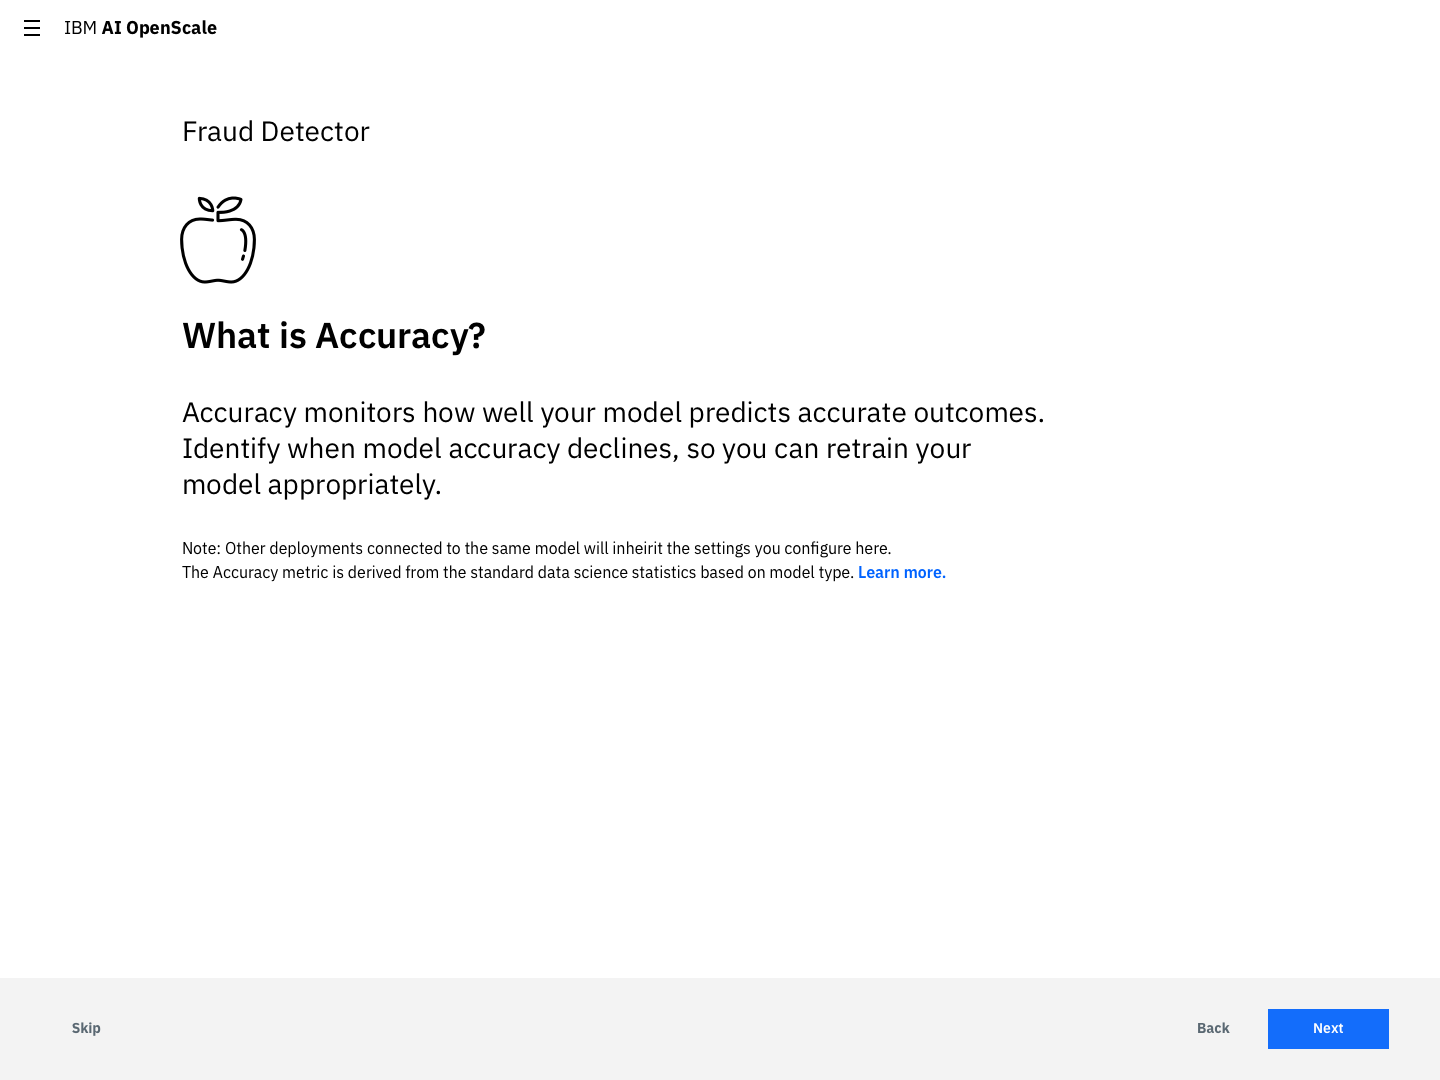 IBM AI OpenScale
Fraud Detector
What is Accuracy?
Accuracy monitors how well your model predicts accurate outcomes.
Identify when model accuracy declines, so you can retrain your
model appropriately.
Note: Other deployments connected to the same model will inheirit the settings you configure here.
The Accuracy metric is derived from the standard data science statistics based on model type. Learn more.
Skip
Back
Next